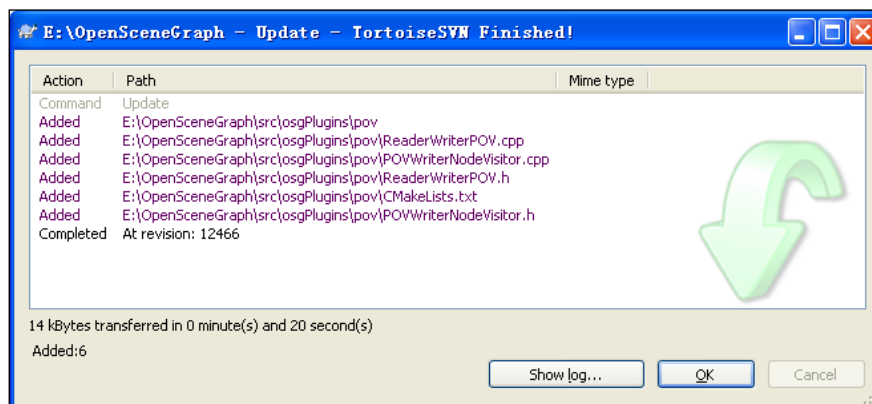 E:\OpenSceneGraph - Update - TortoiseSVN Finished!
Action Path Mime type
Command Update
Added E:\OpenSceneGraph\src\osgPlugins\pov
Added E:\OpenSceneGraph\src\osgPlugins\pov\ReaderWriterPOV.cpp
Added E:\OpenSceneGraph\src\osgPlugins\pov\POVWriterNodeVisitor.cpp
Added E:\OpenSceneGraph\src\osgPlugins\pov\ReaderWriterPOV.h
Added E:\OpenSceneGraph\src\osgPlugins\pov\CMakeLists.txt
Added E:\OpenSceneGraph\src\osgPlugins\pov\POVWriterNodeVisitor.h
Completed At revision: 12466
14 kBytes transferred in 0 minute(s) and 20 second(s)
Added:6
Show log... OK Cancel